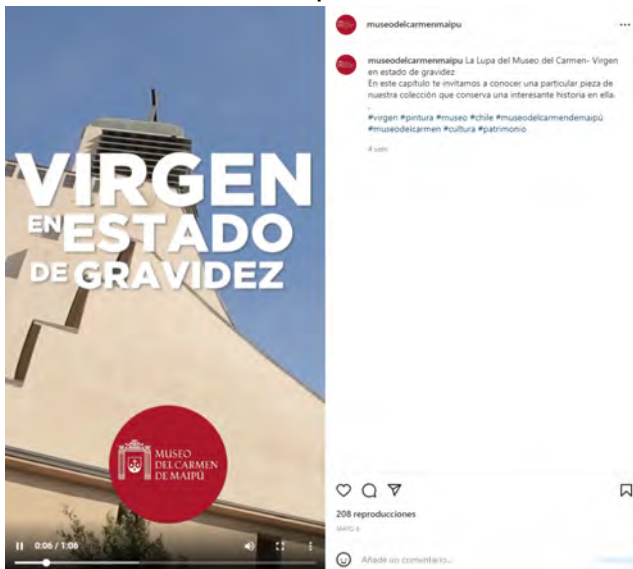 VIRGEN
EN ESTADO
DE GRAVIDEZ
MUSEO
DEL CARMEN
DE MAIPÚ
0:06 / 1:06
museodelcarmenmaipu
museodelcarmenmaipu La Lupa del Museo del Carmen- Virgen
en estado de gravidez
En este capítulo te invitamos a conocer una particular pieza de
nuestra colección que conserva una interesante historia en ella.
.
#virgen #pintura #museo #chile #museodelcarmendemaipú
#museodelcarmen #cultura #patrimonio
4 sem
208 reproducciones
MAYO 6
Añade un comentario...